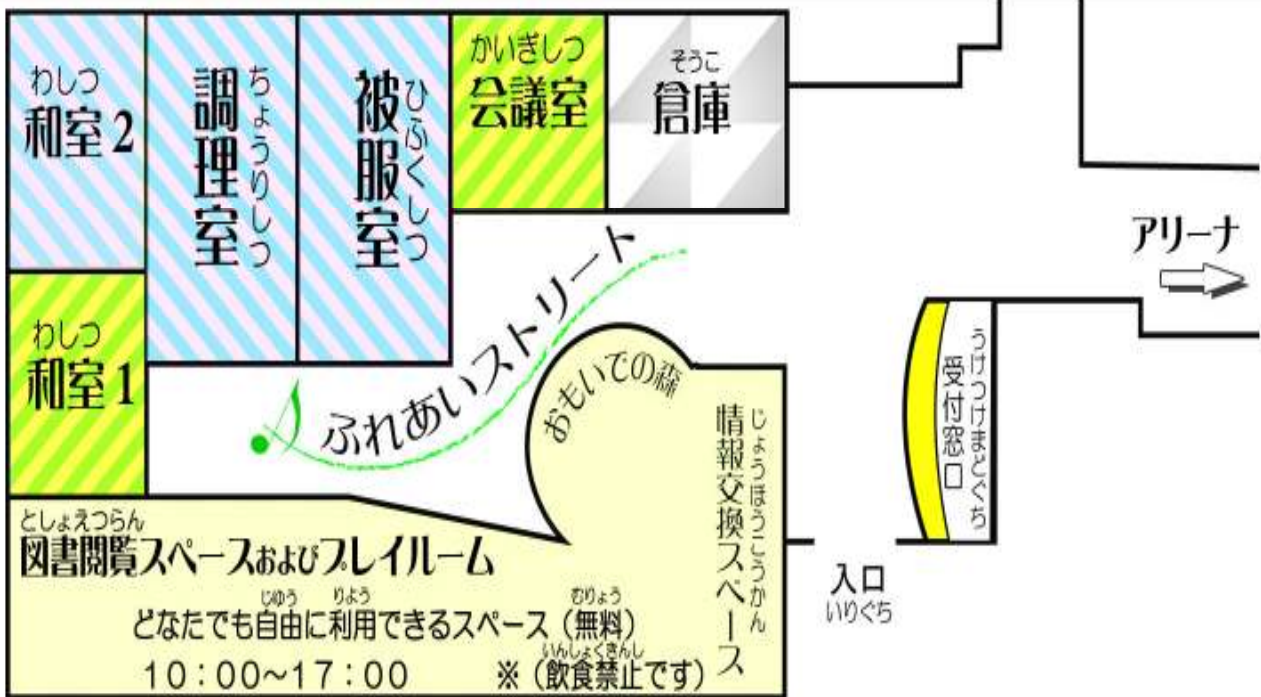 わしつ
和室2
ちょうりしつ
調理室
ひふくしつ
被服室
かいぎしつ
会議室
そうこ
倉庫
アリーナ
わしつ
和室1
ふれあいストリート
おもいでの森
じょうほうこうかん
情報交換スペース
うけつけまどぐち
受付窓口
入口
いりぐち
としょえつらん
図書閲覧スペースおよびプレイルーム
じゆう りよう むりょう
どなたでも自由に利用できるスペース（無料）
いんしょくきんし
10：00～17：00 ※（飲食禁止です）